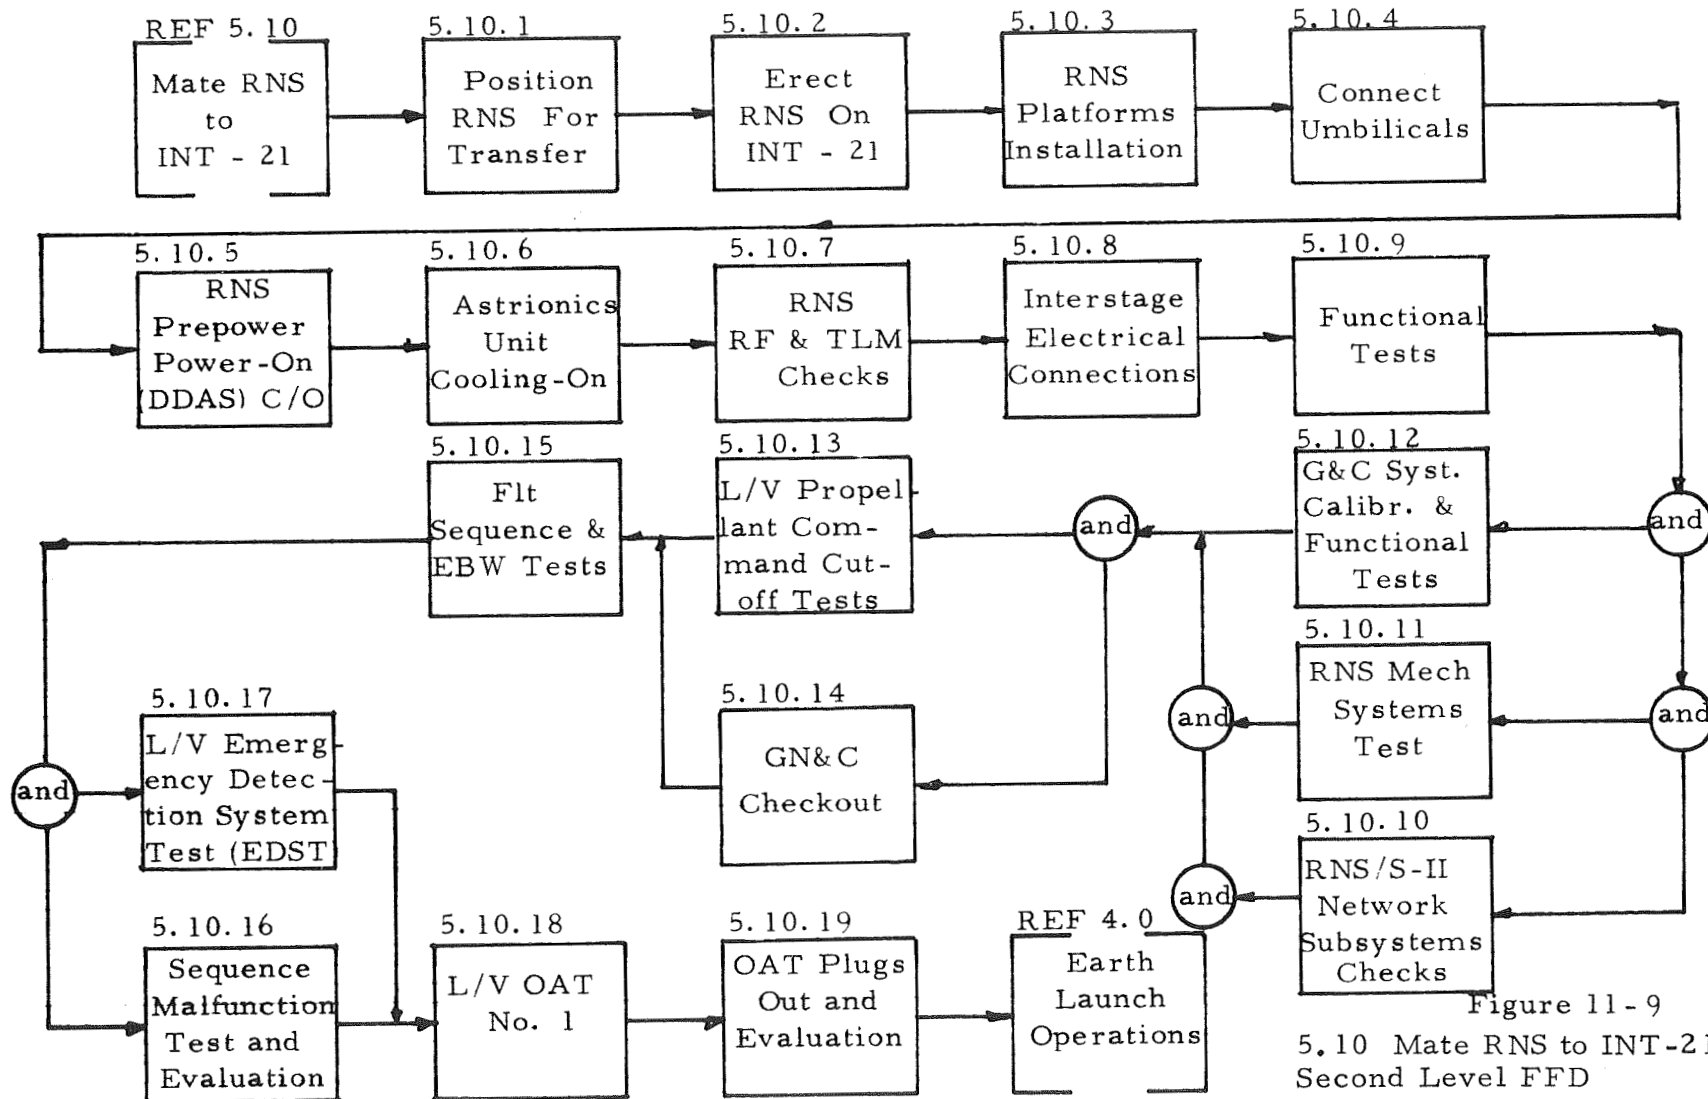 REF 5.10
Mate RNS
to
INT - 21
5.10.1
Position
RNS For
Transfer
5.10.2
Erect
RNS On
INT - 21
5.10.3
RNS
Platforms
Installation
5.10.4
Connect
Umbilicals
5.10.5
RNS
Prepower
Power-On
(DDAS) C/O
5.10.6
Astrionics
Unit
Cooling-On
5.10.7
RNS
RF & TLM
Checks
5.10.8
Interstage
Electrical
Connections
5.10.9
Functional
Tests
5.10.15
Flt
Sequence &
EBW Tests
5.10.13
L/V Propel-
lant Com-
mand Cut-
off Tests
and
5.10.12
G&C Syst.
Calibr. &
Functional
Tests
and
5.10.11
RNS Mech
Systems
Test
and
and
5.10.14
GN&C
Checkout
5.10.17
L/V Emerg-
ency Detec-
tion System
Test (EDST
and
5.10.10
RNS/S-II
Network
Subsystems
Checks
and
5.10.16
Sequence
Malfunction
Test and
Evaluation
5.10.18
L/V OAT
No. 1
5.10.19
OAT Plugs
Out and
Evaluation
REF 4.0
Earth
Launch
Operations
Figure 11-9
5.10 Mate RNS to INT-21
Second Level FFD